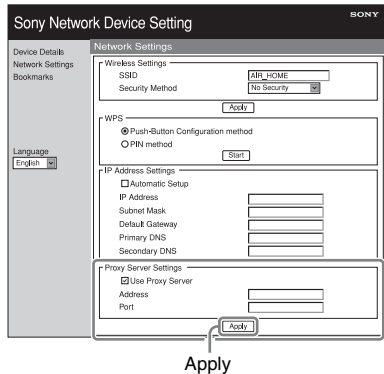 SONY
Sony Network Device Setting
Device Details
Network Settings
Bookmarks
Language
English
Network Settings
Wireless Settings
SSID
AIR_HOME
Security Method
No Security
Apply
WPS
Push-Button Configuration method
PIN method
Start
IP Address Settings
Automatic Setup
IP Address
Subnet Mask
Default Gateway
Primary DNS
Secondary DNS
Proxy Server Settings
Use Proxy Server
Address
Port
Apply
Apply